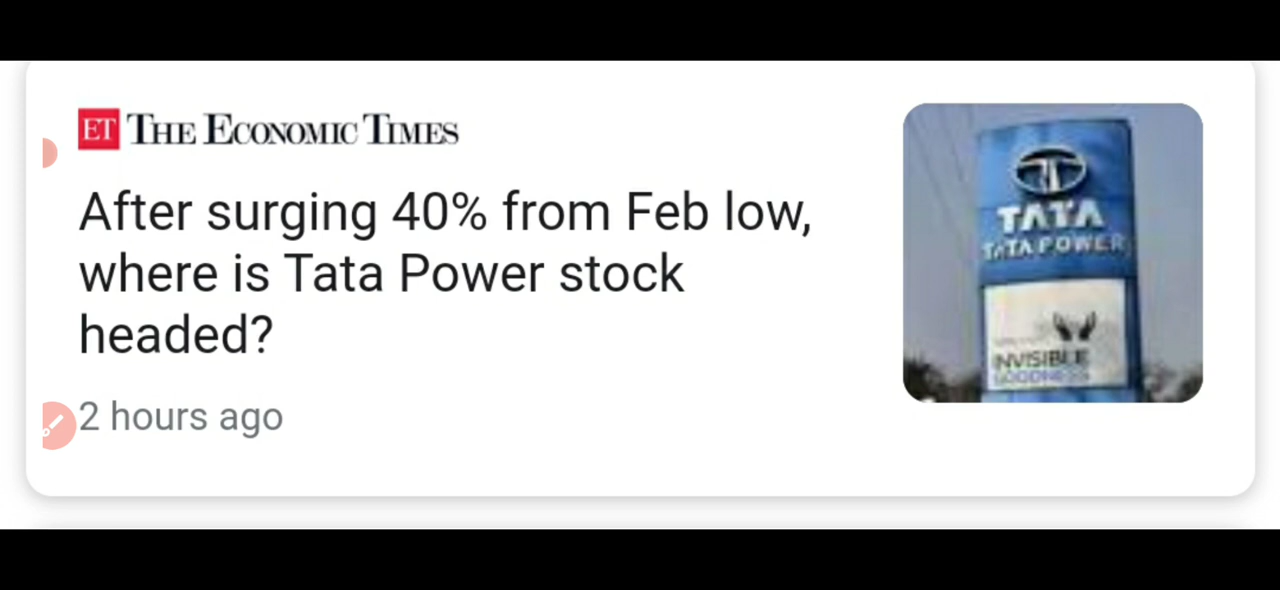 ET THE ECONOMIC TIMES
After surging 40% from Feb low,
where is Tata Power stock
headed?
2 hours ago
TATA
TATA POWER
INVISIBLE
GOODNESS